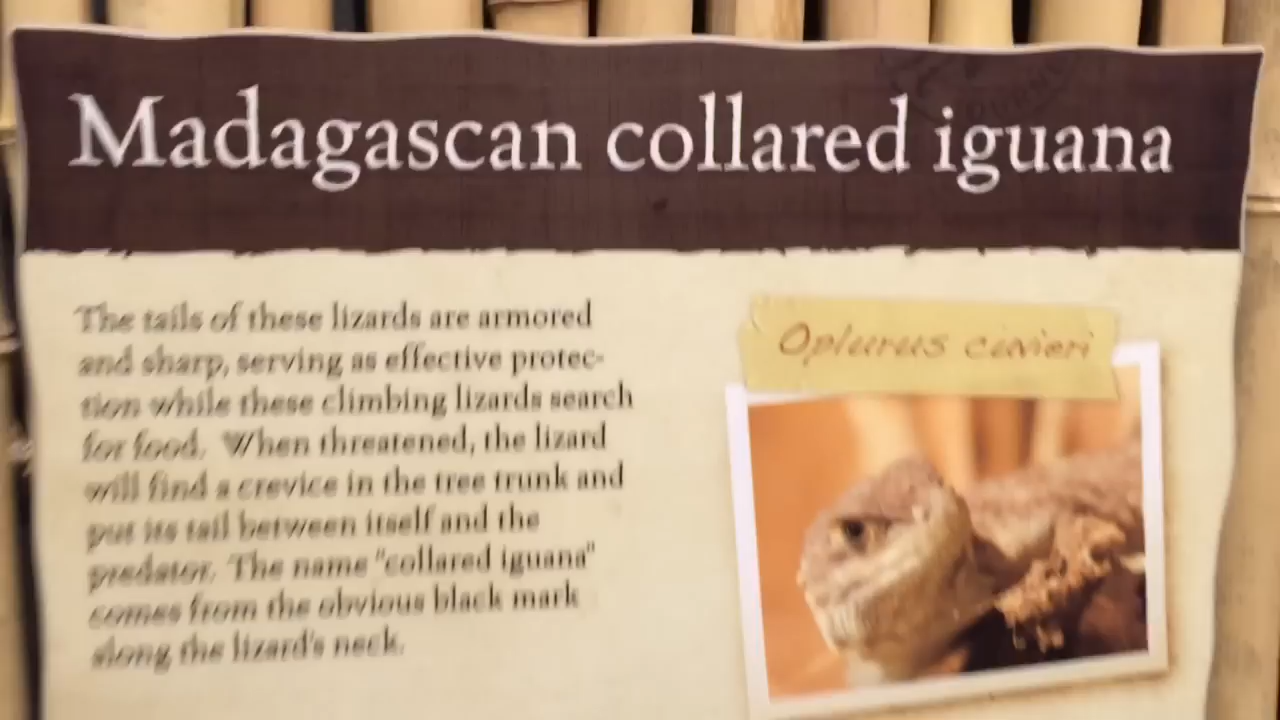 Madagascan collared iguana
The tails of these lizards are armored
and sharp, serving as effective protec-
tion while these climbing lizards search
for food. When threatened, the lizard
will find a crevice in the tree trunk and
put its tail between itself and the
predator. The name "collared iguana"
comes from the obvious black mark
along the lizard's neck.
Oplurus cuvieri